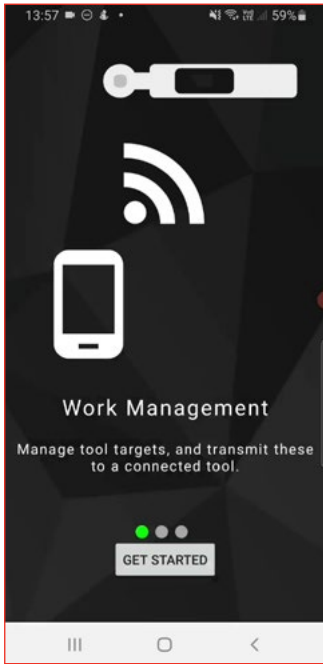 13:57
59%
Work Management
Manage tool targets, and transmit these
to a connected tool.
GET STARTED